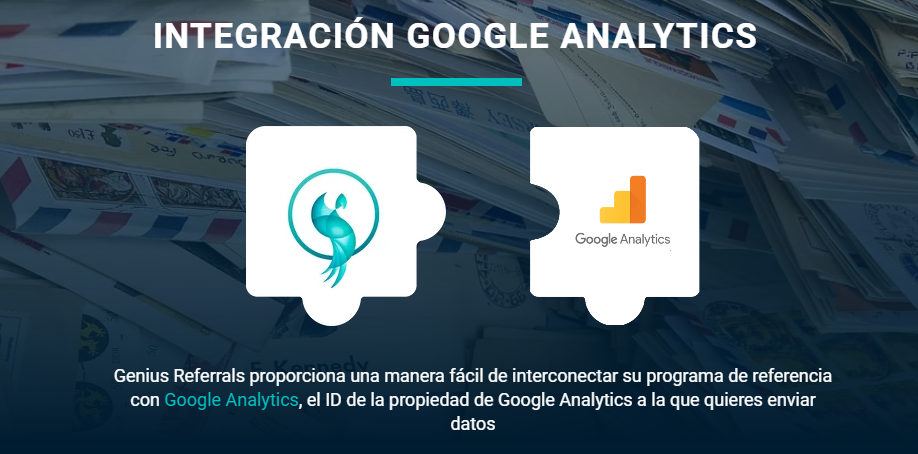 INTEGRACIÓN GOOGLE ANALYTICS
Google Analytics
Genius Referrals proporciona una manera fácil de interconectar su programa de referencia
con Google Analytics, el ID de la propiedad de Google Analytics a la que quieres enviar
datos